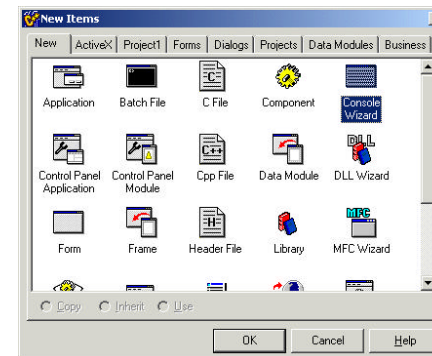 New Items
New ActiveX Project1 Forms Dialogs Projects Data Modules Business
Application Batch File C File Component Console Wizard
Control Panel Application Control Panel Module Cpp File Data Module DLL Wizard
Form Frame Header File Library MFC Wizard
Copy Inherit Use
OK Cancel Help